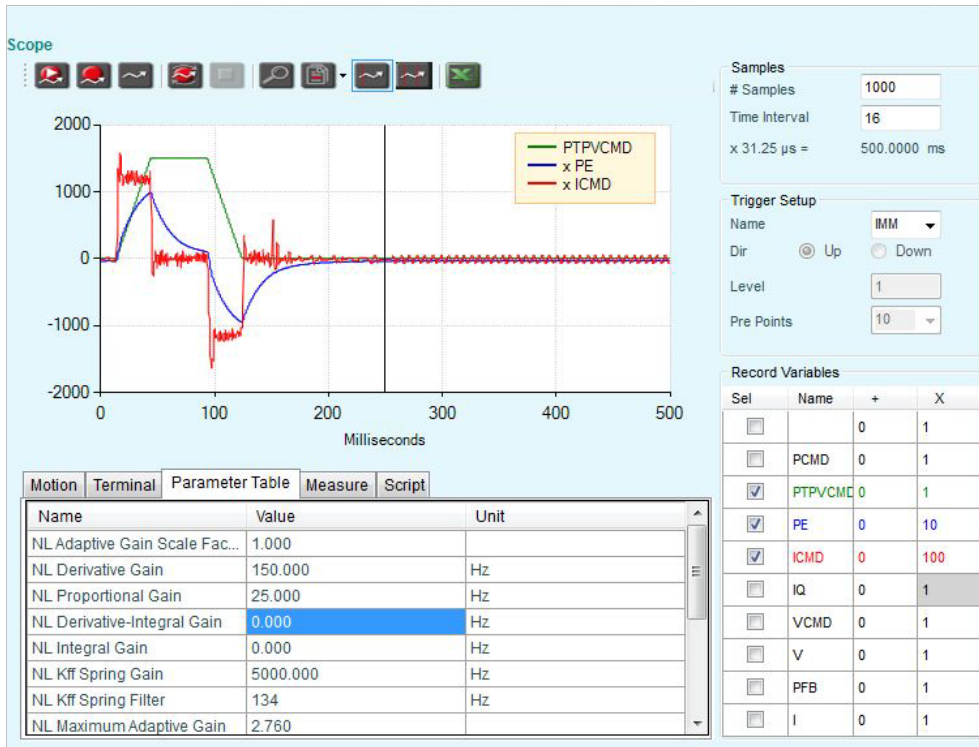 Scope
2000
1000
0
-1000
-2000
PTPVCMD
x PE
x ICMD
0 100 200 300 400 500
Milliseconds
Samples
# Samples 1000
Time Interval 16
x 31.25 µs = 500.0000 ms
Trigger Setup
Name IMM
Dir Up Down
Level 1
Pre Points 10
Record Variables
Sel Name + X
0 1
PCMD 0 1
PTPVCMD 0 1
PE 0 10
ICMD 0 100
IQ 0 1
VCMD 0 1
V 0 1
PFB 0 1
I 0 1
Motion Terminal Parameter Table Measure Script
Name Value Unit
NL Adaptive Gain Scale Fac... 1.000
NL Derivative Gain 150.000 Hz
NL Proportional Gain 25.000 Hz
NL Derivative-Integral Gain 0.000 Hz
NL Integral Gain 0.000 Hz
NL Kff Spring Gain 5000.000 Hz
NL Kff Spring Filter 134 Hz
NL Maximum Adaptive Gain 2.760